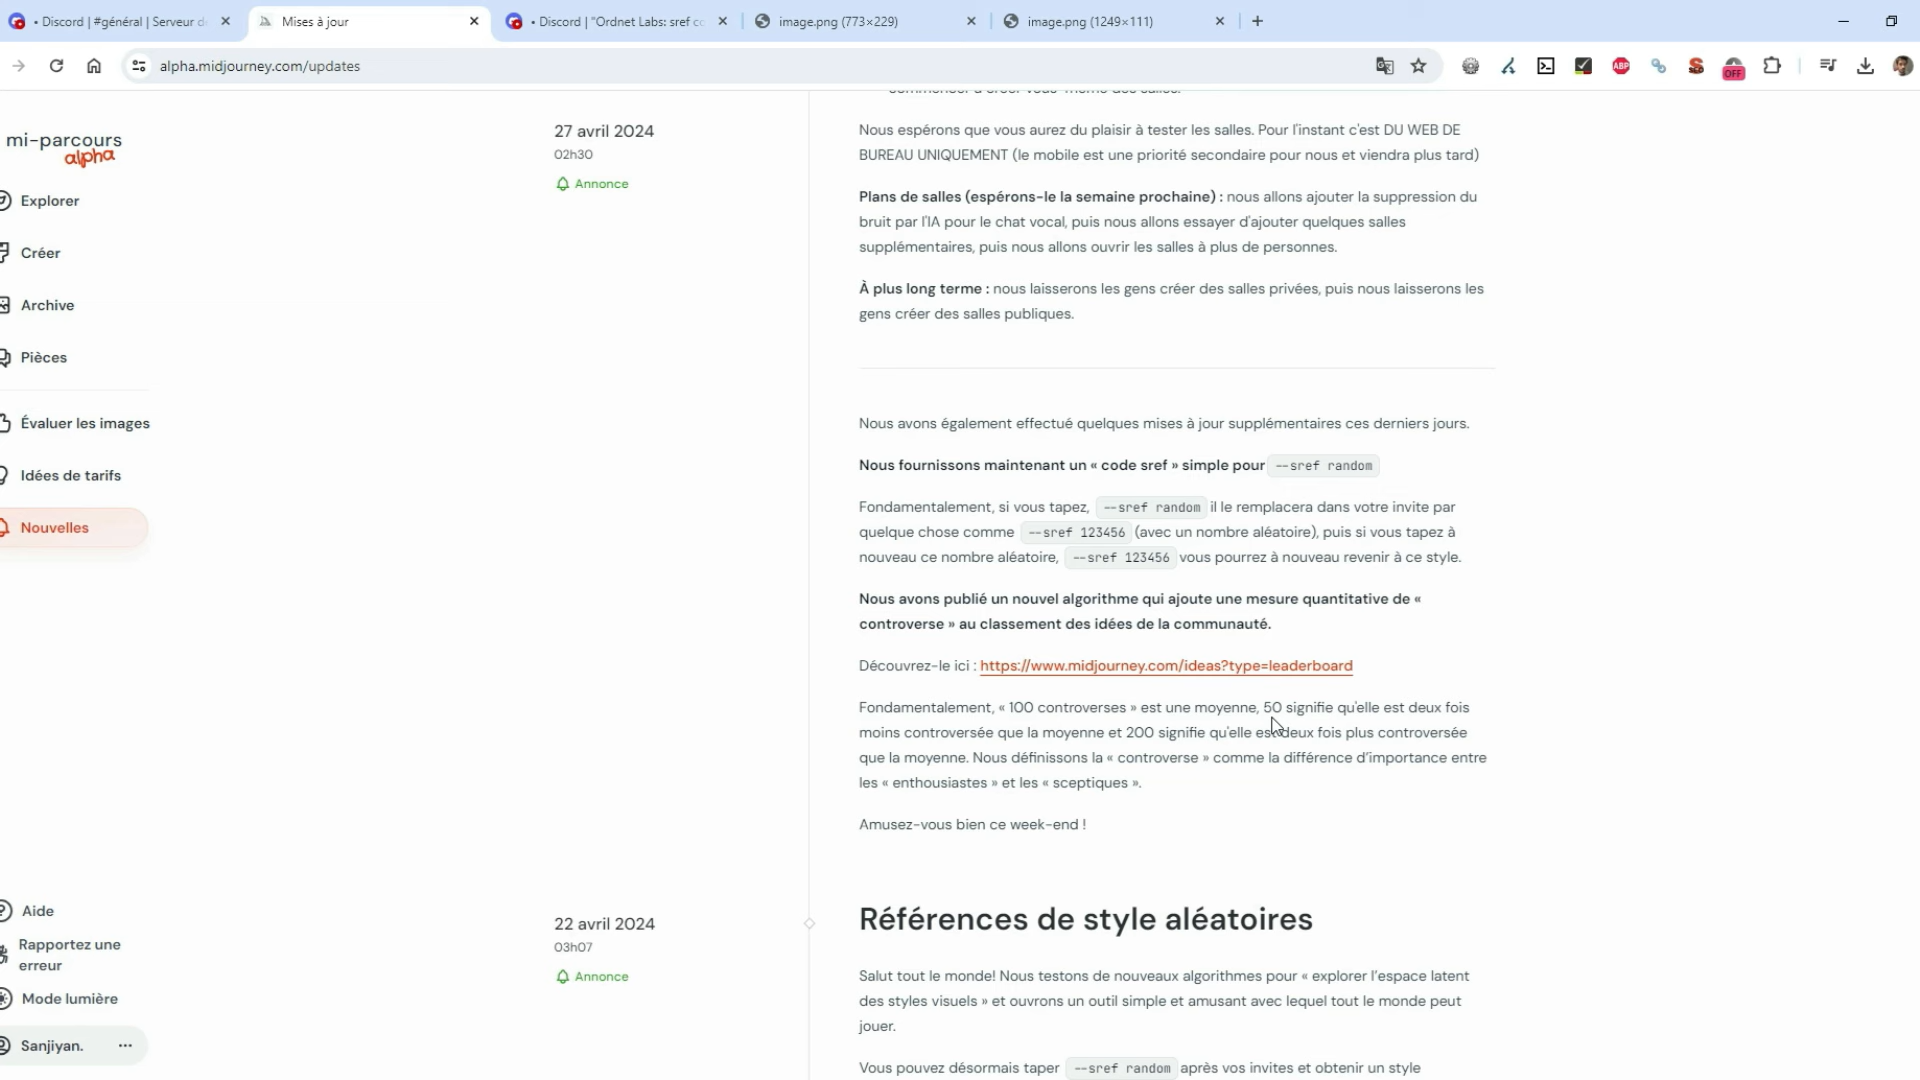 • Discord | #général | Serveur d
Mises à jour
• Discord | "Ordnet Labs: sref co
image.png (773×229)
image.png (1249×111)
alpha.midjourney.com/updates
ABP
OFF
mi-parcours
alpha
Explorer
Créer
Archive
Pièces
Évaluer les images
Idées de tarifs
Nouvelles
Aide
Rapportez une
erreur
Mode lumière
Sanjiyan.
27 avril 2024
02h30
Annonce
Nous espérons que vous aurez du plaisir à tester les salles. Pour l'instant c'est DU WEB DE
BUREAU UNIQUEMENT (le mobile est une priorité secondaire pour nous et viendra plus tard)
Plans de salles (espérons-le la semaine prochaine) : nous allons ajouter la suppression du
bruit par l'IA pour le chat vocal, puis nous allons essayer d'ajouter quelques salles
supplémentaires, puis nous allons ouvrir les salles à plus de personnes.
À plus long terme : nous laisserons les gens créer des salles privées, puis nous laisserons les
gens créer des salles publiques.
Nous avons également effectué quelques mises à jour supplémentaires ces derniers jours.
Nous fournissons maintenant un « code sref » simple pour --sref random
Fondamentalement, si vous tapez, --sref random il le remplacera dans votre invite par
quelque chose comme --sref 123456 (avec un nombre aléatoire), puis si vous tapez à
nouveau ce nombre aléatoire, --sref 123456 vous pourrez à nouveau revenir à ce style.
Nous avons publié un nouvel algorithme qui ajoute une mesure quantitative de «
controverse » au classement des idées de la communauté.
Découvrez-le ici : https://www.midjourney.com/ideas?type=leaderboard
Fondamentalement, « 100 controverses » est une moyenne, 50 signifie qu'elle est deux fois
moins controversée que la moyenne et 200 signifie qu'elle est deux fois plus controversée
que la moyenne. Nous définissons la « controverse » comme la différence d'importance entre
les « enthousiastes » et les « sceptiques ».
Amusez-vous bien ce week-end !
22 avril 2024
03h07
Annonce
Références de style aléatoires
Salut tout le monde! Nous testons de nouveaux algorithmes pour « explorer l'espace latent
des styles visuels » et ouvrons un outil simple et amusant avec lequel tout le monde peut
jouer.
Vous pouvez désormais taper --sref random après vos invites et obtenir un style